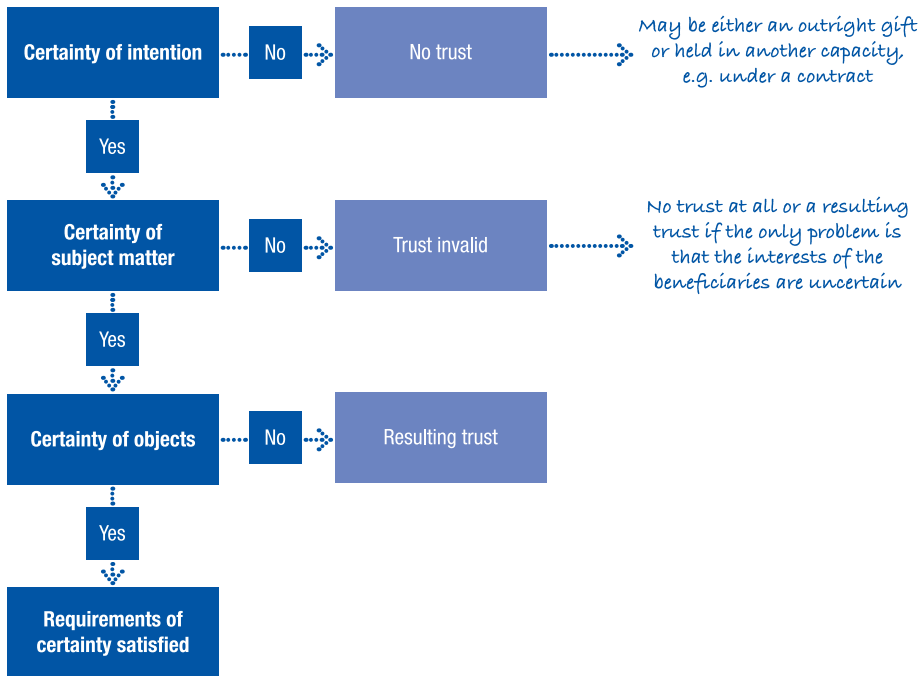 Certainty of intention
No
No trust
May be either an outright gift
or held in another capacity,
e.g. under a contract
Yes
Certainty of
subject matter
No
Trust invalid
No trust at all or a resulting
trust if the only problem is
that the interests of the
beneficiaries are uncertain
Yes
Certainty of objects
No
Resulting trust
Yes
Requirements of
certainty satisfied